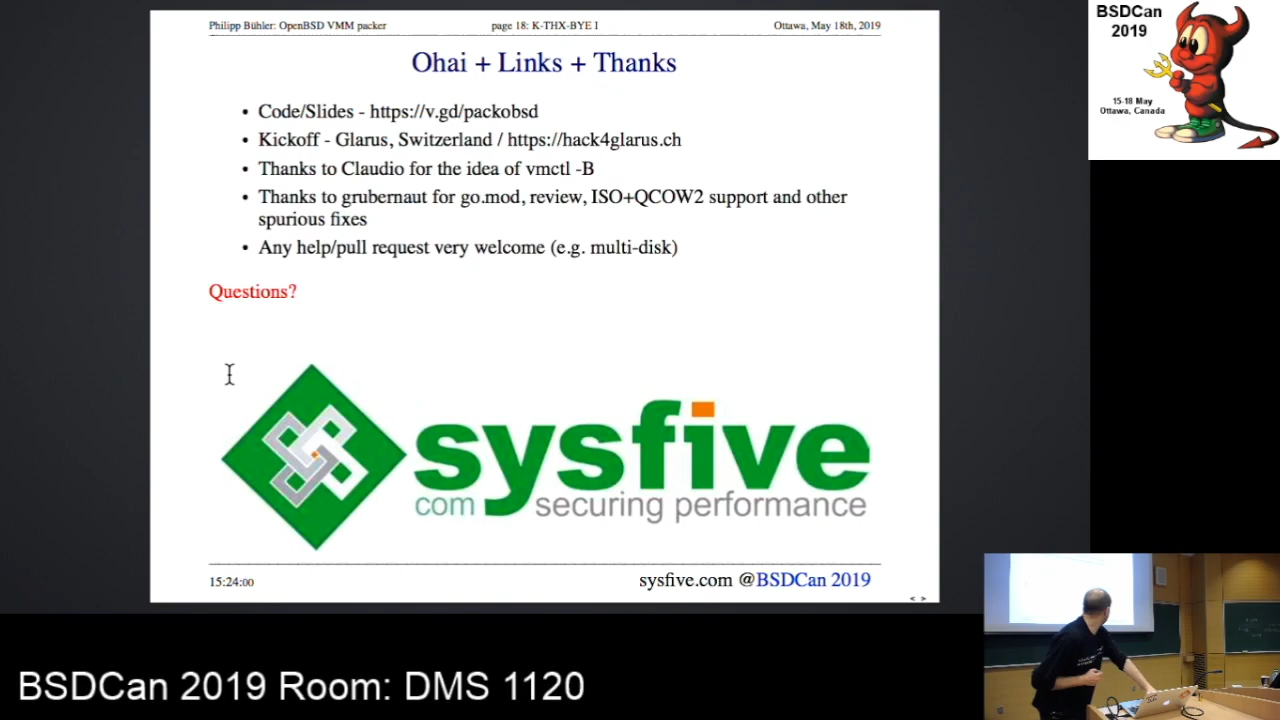 Philipp Bühler: OpenBSD VMM packer
page 18: K-THX-BYE I
Ottawa, May 18th, 2019
Ohai + Links + Thanks
• Code/Slides - https://v.gd/packobsd
• Kickoff - Glarus, Switzerland / https://hack4glarus.ch
• Thanks to Claudio for the idea of vmctl -B
• Thanks to grubernaut for go.mod, review, ISO+QCOW2 support and other
spurious fixes
• Any help/pull request very welcome (e.g. multi-disk)
Questions?
sysfive
com securing performance
15:24:00
sysfive.com @BSDCan 2019
< >
BSDCan
2019
15-18 May
Ottawa, Canada
BSDCan 2019 Room: DMS 1120